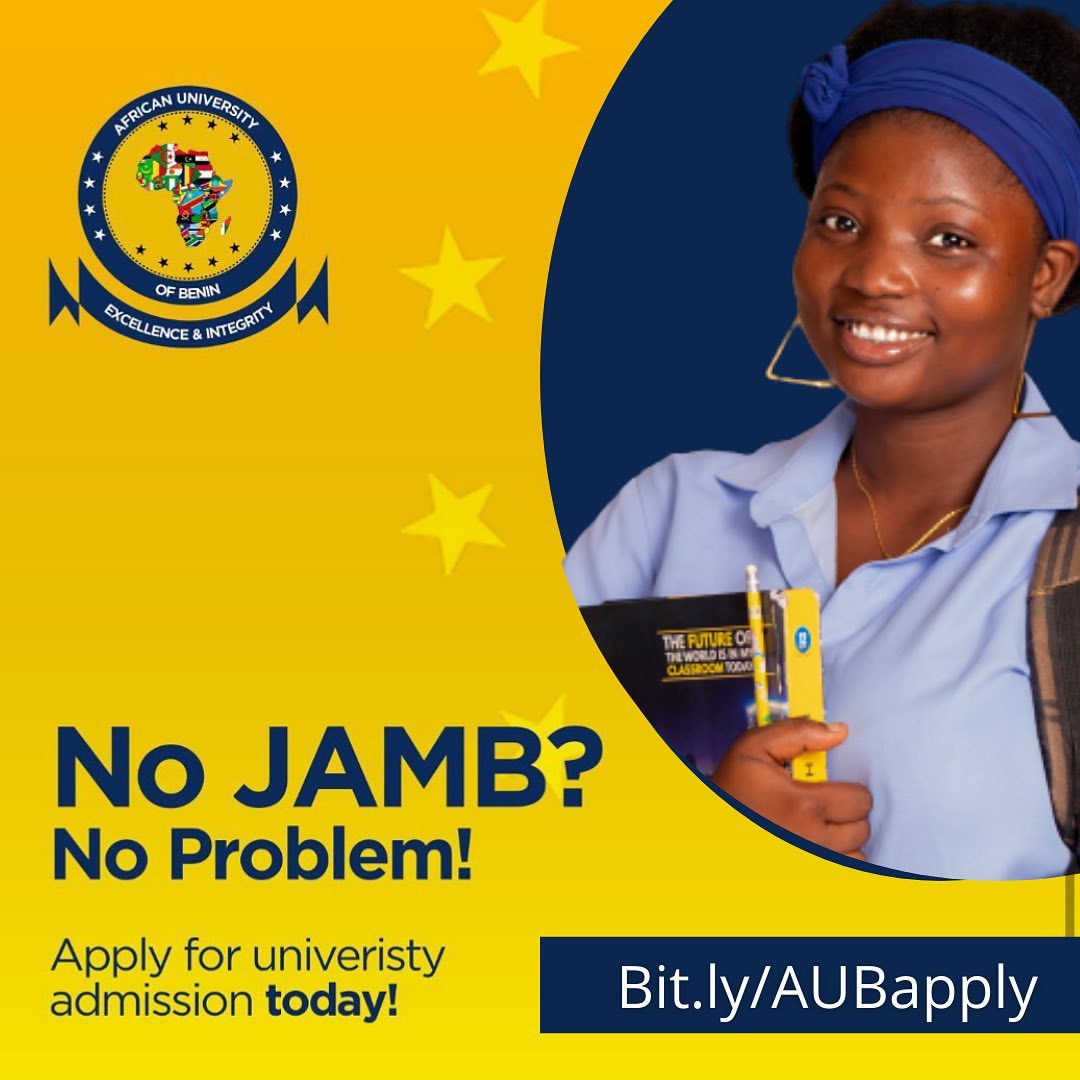 AFRICAN UNIVERSITY
OF BENIN
EXCELLENCE & INTEGRITY
THE FUTURE OF
THE WORLD IS IN MY
CLASSROOM TODAY
No JAMB?
No Problem!
Apply for univeristy
admission today!
Bit.ly/AUBapply